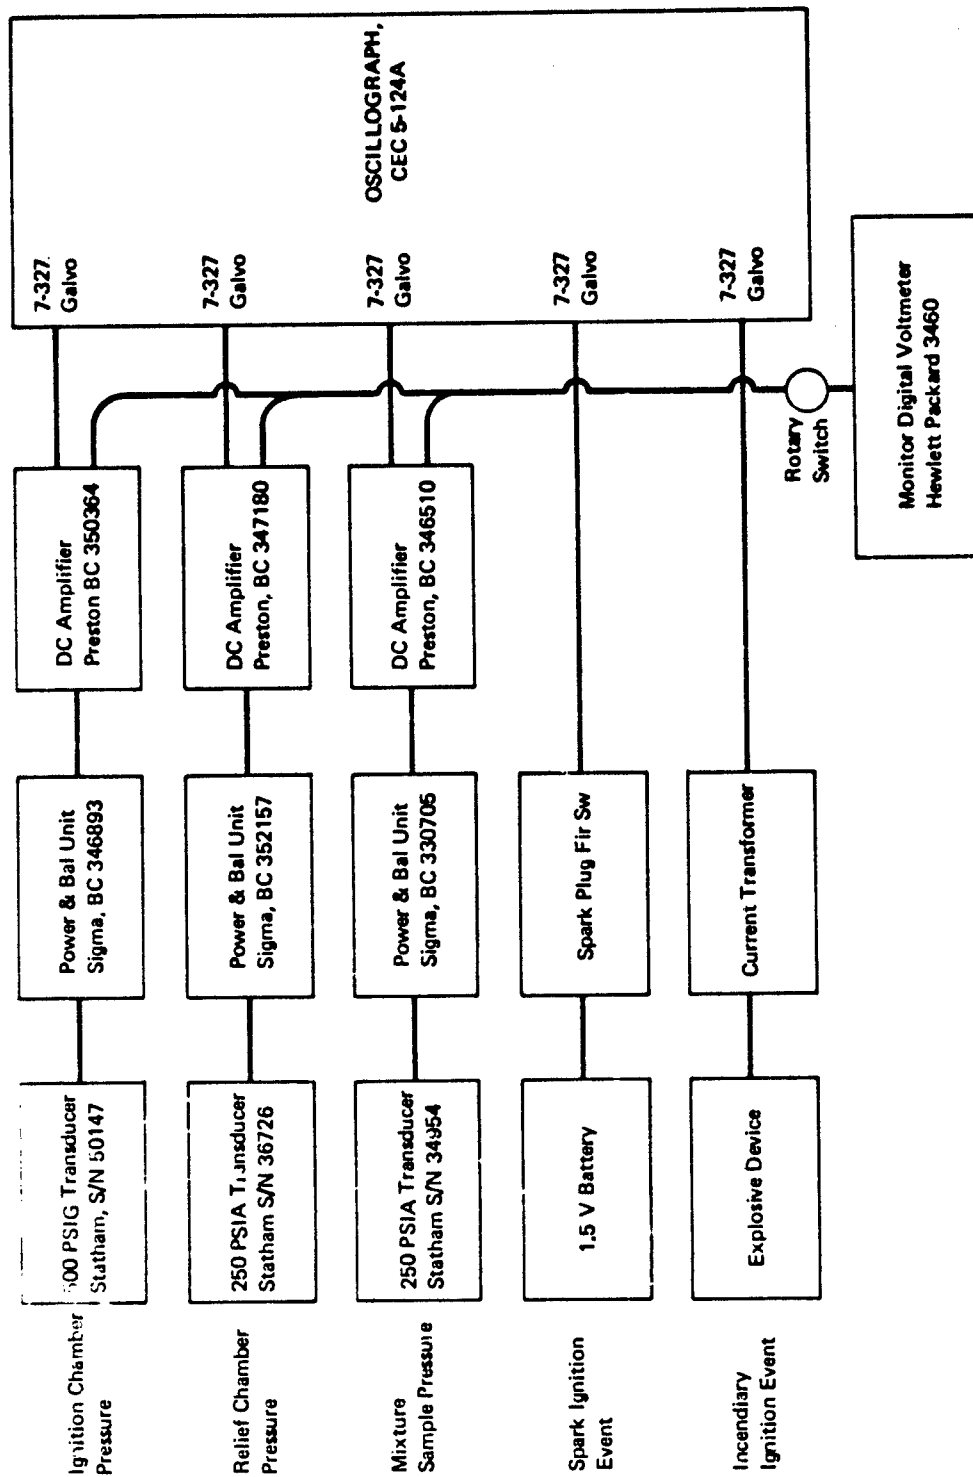 Ignition Chamber
Pressure
PSIG Transducer
Statham, S/N 50147
Power & Bal Unit
Sigma, BC 346893
DC Amplifier
Preston BC 350364
7-327
Galvo
Relief Chamber
Pressure
250 PSIA Transducer
Statham S/N 36726
Power & Bal Unit
Sigma, BC 352157
DC Amplifier
Preston, BC 347180
7-327
Galvo
Mixture
Sample Pressure
250 PSIA Transducer
Statham S/N 34954
Power & Bal Unit
Sigma, BC 330705
DC Amplifier
Preston, BC 346510
7-327
Galvo
OSCILLOGRAPH,
CEC 5-124A
Spark Ignition
Event
1.5 V Battery
Spark Plug Fir Sw
7-327
Galvo
Incendiary
Ignition Event
Explosive Device
Current Transformer
7-327
Galvo
Rotary
Switch
Monitor Digital Voltmeter
Hewlett Packard 3460